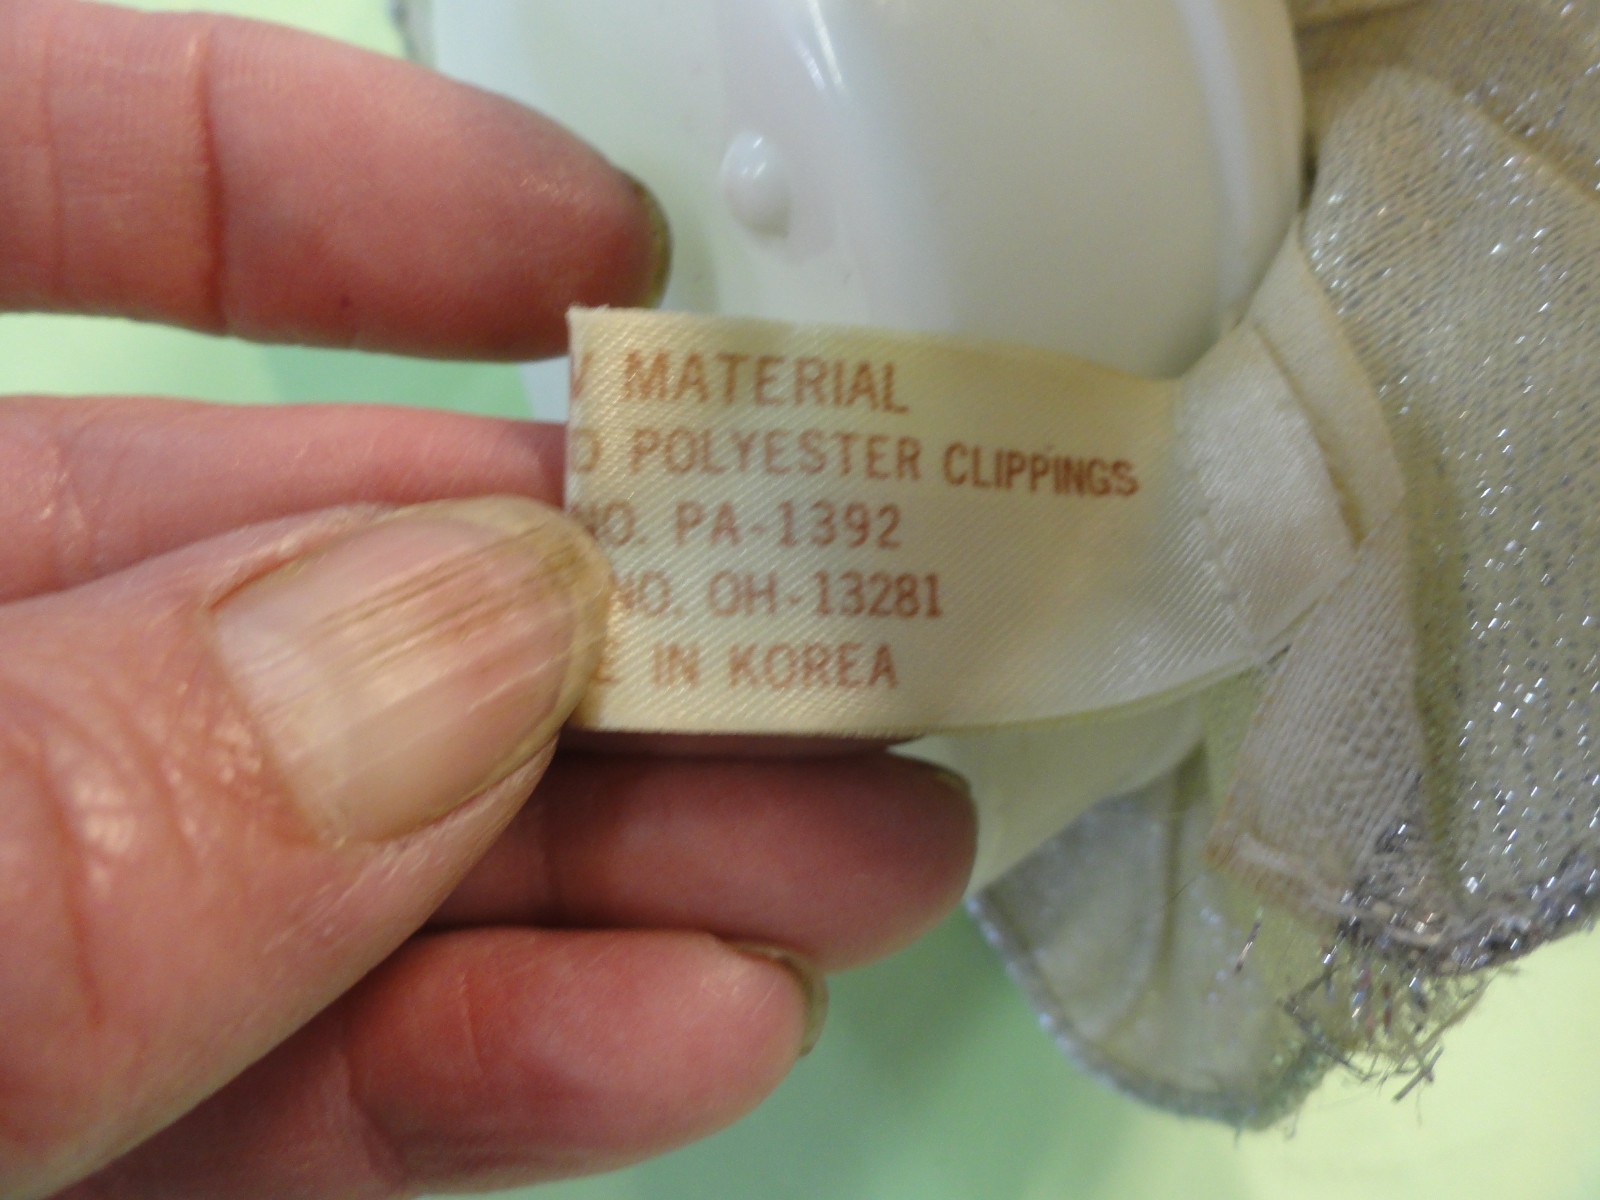 MATERIAL
POLYESTER CLIPPINGS
NO. PA-1392
NO. OH-13281
IN KOREA